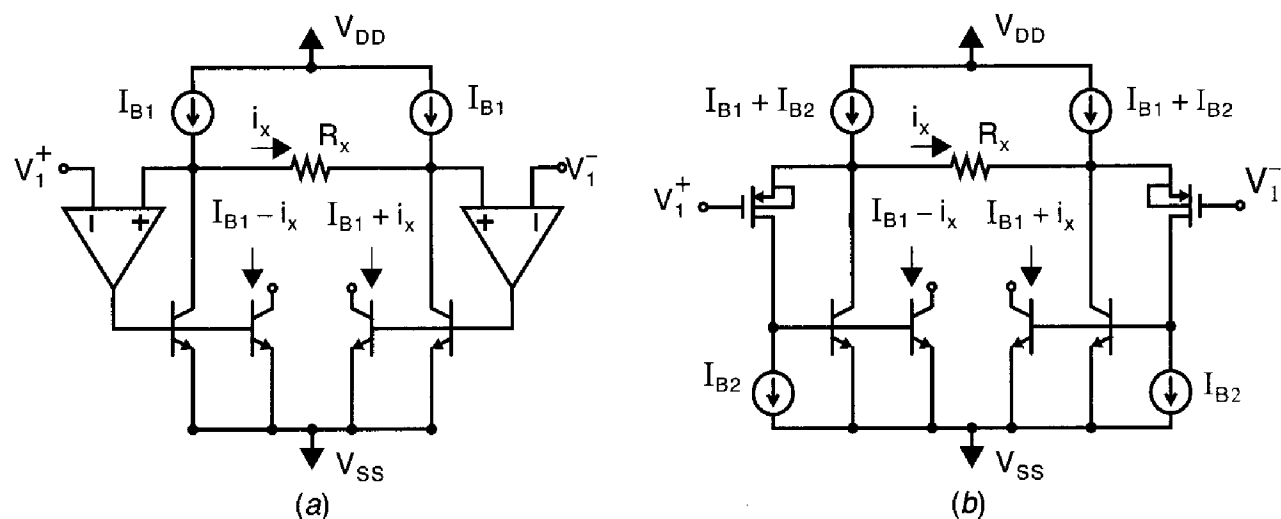 V_DD
I_B1
I_B1
i_x
R_x
V_1^+
V_1^-
− +
+ −
I_B1 − i_x
I_B1 + i_x
V_SS
(a)
V_DD
I_B1 + I_B2
I_B1 + I_B2
i_x
R_x
V_1^+
V_1^-
I_B1 − i_x
I_B1 + i_x
I_B2
I_B2
V_SS
(b)